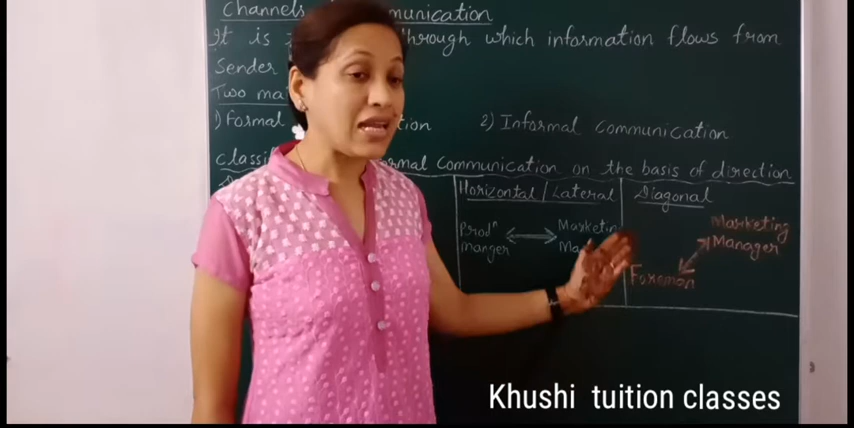 Channels munication
It is through which information flows from
Sender
Two ma
1) Formal tion 2) Informal communication
classi rmal Communication on the basis of direction
Horizontal / Lateral Diagonal
Prodⁿ manger ↔ Marketin Ma
Marketing Manager
Foreman
Khushi tuition classes